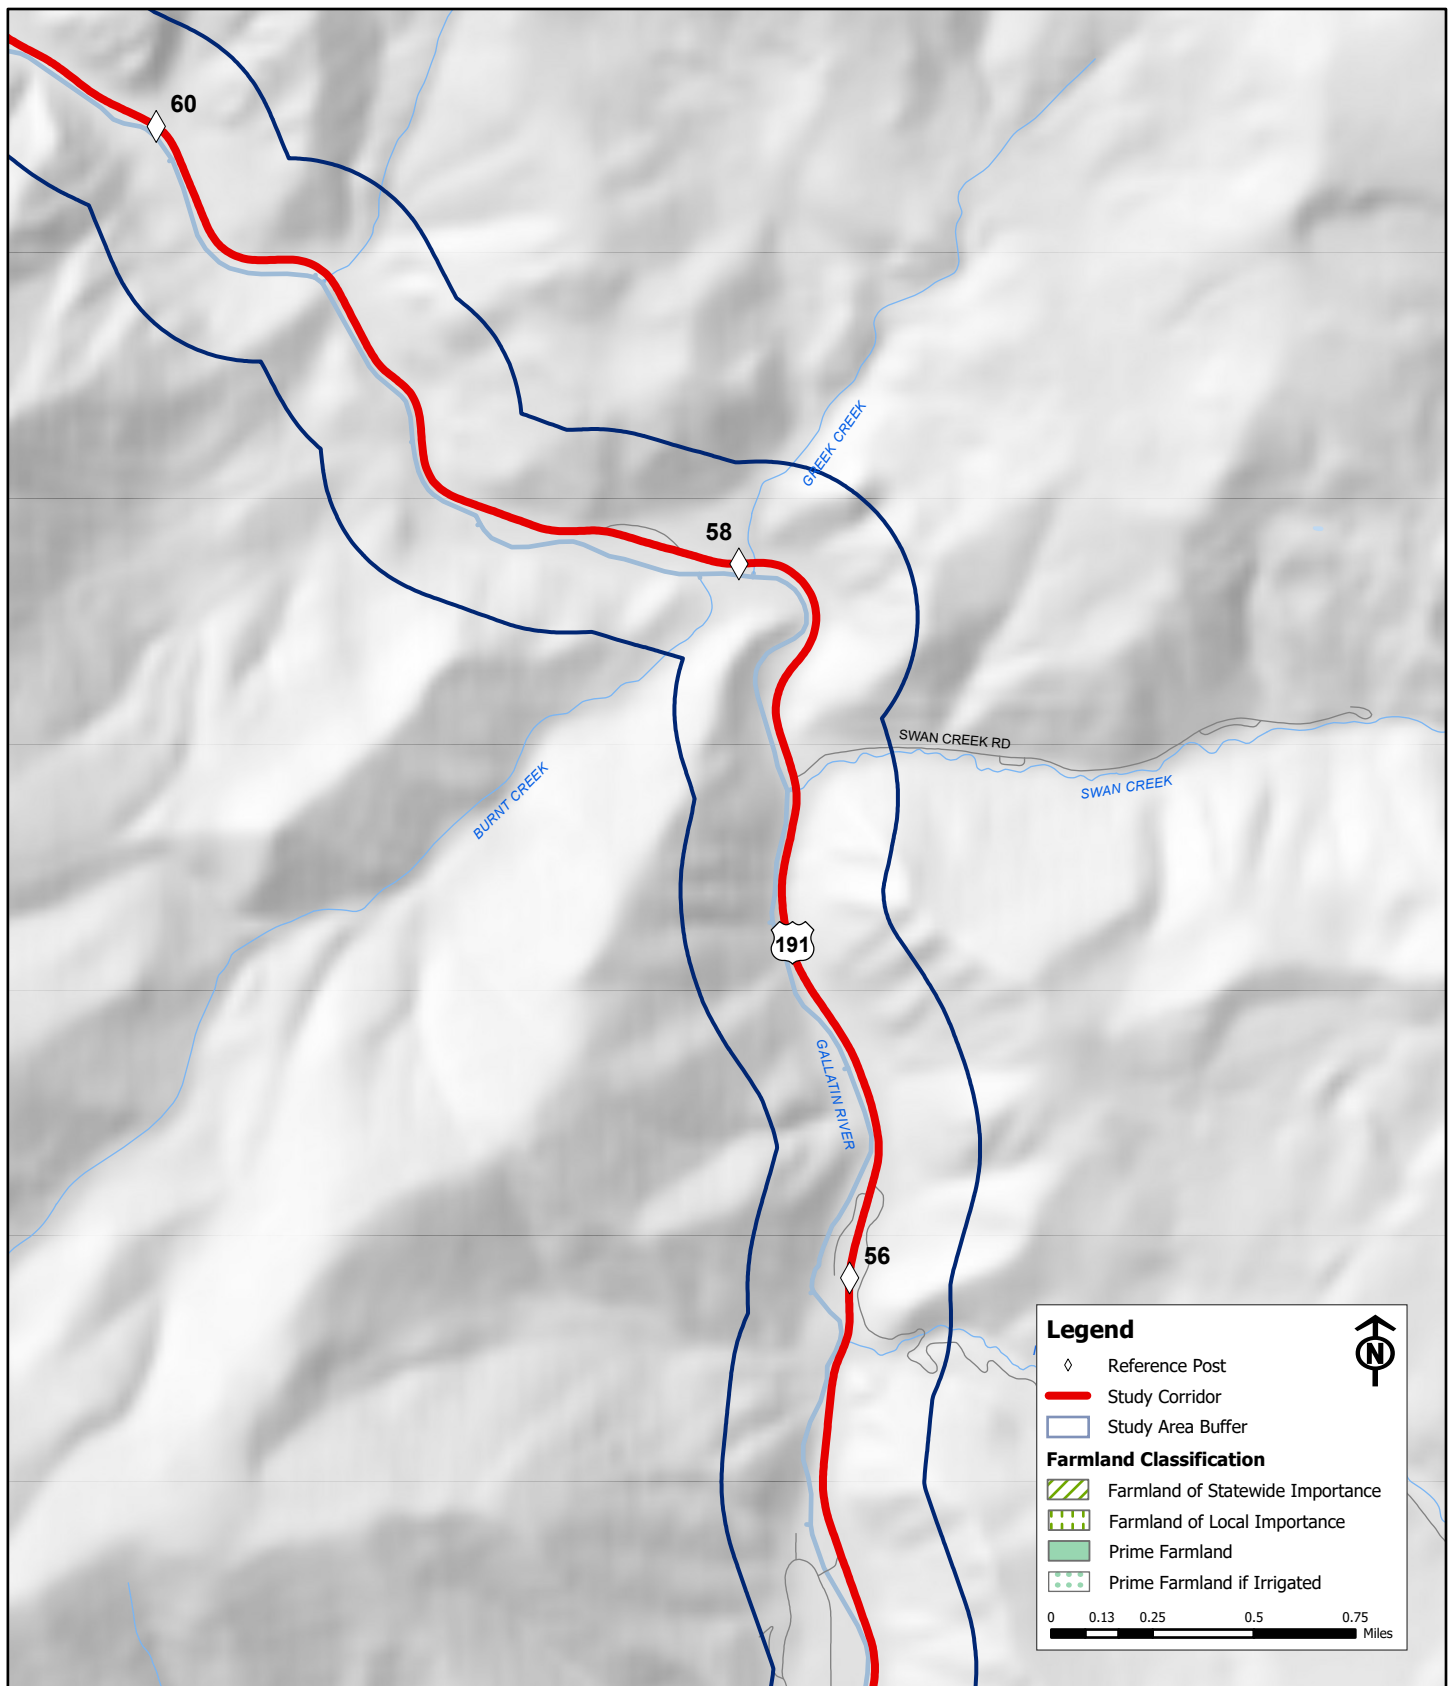 60
GREEK CREEK
58
SWAN CREEK RD
SWAN CREEK
BURNT CREEK
191
GALLATIN RIVER
56
Legend
N
Reference Post
Study Corridor
Study Area Buffer
Farmland Classification
Farmland of Statewide Importance
Farmland of Local Importance
Prime Farmland
Prime Farmland if Irrigated
0 0.13 0.25 0.5 0.75
Miles